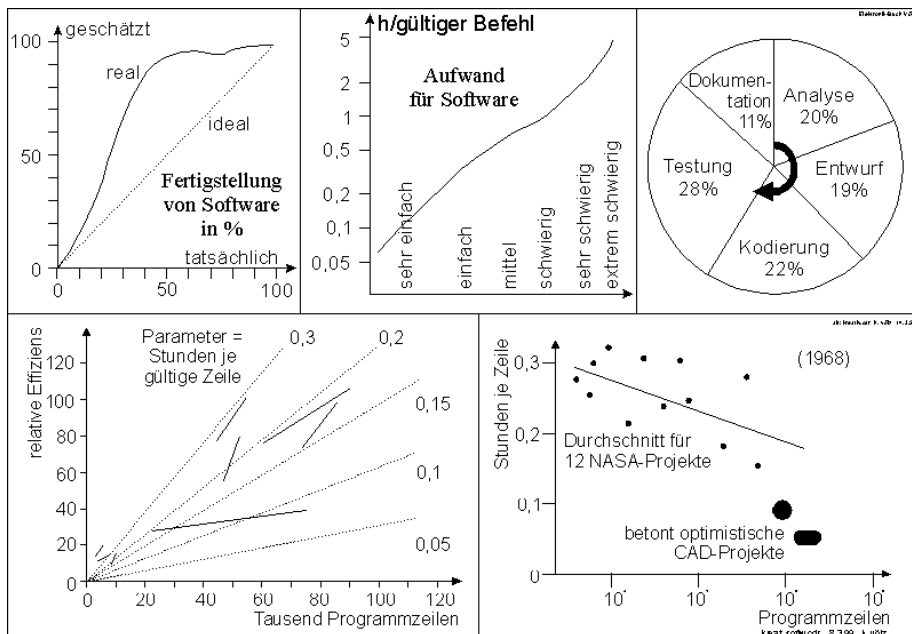 geschätzt
100
real
ideal
50
Fertigstellung
von Software
in %
tatsächlich
0
0
50
100
h/gültiger Befehl
5
2
1
0,5
0,2
0,1
0,05
Aufwand
für Software
sehr einfach
einfach
mittel
schwierig
sehr schwierig
extrem schwierig
Dokumen-
tation
11%
Analyse
20%
Entwurf
19%
Kodierung
22%
Testung
28%
relative Effiziens
120
100
80
60
40
20
0
Parameter =
Stunden je
gültige Zeile
0,3
0,2
0,15
0,1
0,05
0
20
40
60
80
100
120
Tausend Programmzeilen
Stunden je Zeile
0,3
0,2
0,1
0
(1968)
Durchschnitt für
12 NASA-Projekte
betont optimistische
CAD-Projekte
10
10
10
10
Programmzeilen